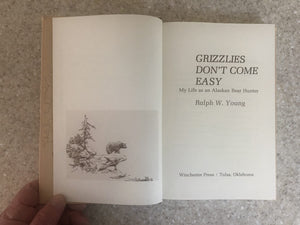 GRIZZLIES
DON'T COME
EASY
My Life as an Alaskan Bear Hunter
Ralph W. Young
Winchester Press · Tulsa, Oklahoma